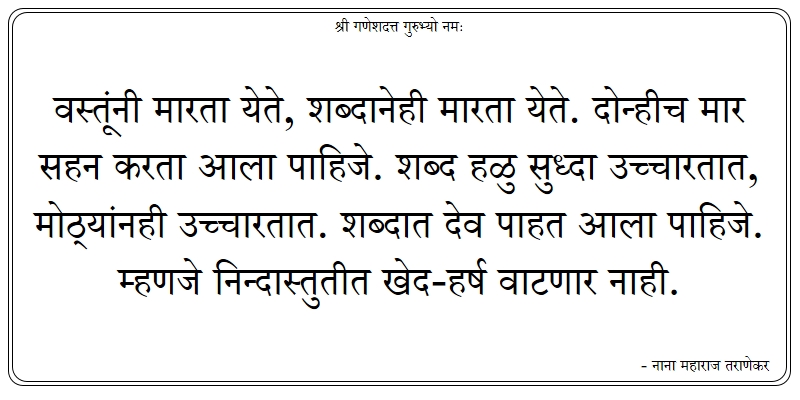 श्री गणेशदत्त गुरुभ्यो नमः
वस्तूंनी मारता येते, शब्दानेही मारता येते. दोन्हीच मार
सहन करता आला पाहिजे. शब्द हळु सुध्दा उच्चारतात,
मोठ्यांनही उच्चारतात. शब्दात देव पाहत आला पाहिजे.
म्हणजे निन्दास्तुतीत खेद-हर्ष वाटणार नाही.
- नाना महाराज तराणेकर